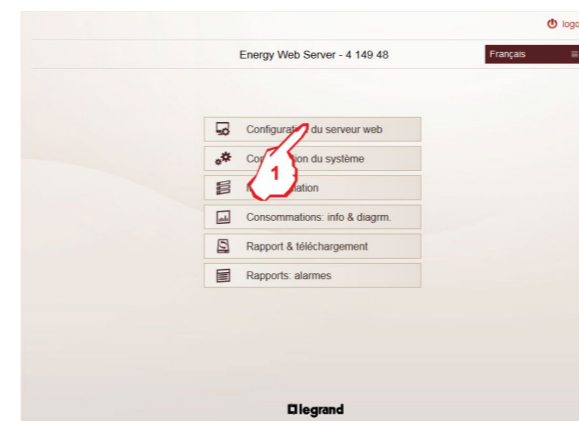 logo
Energy Web Server - 4 149 48
Français
Configuration du serveur web
du système
1
Consommations: info & diagrm.
Rapport & téléchargement
Rapports: alarmes
legrand